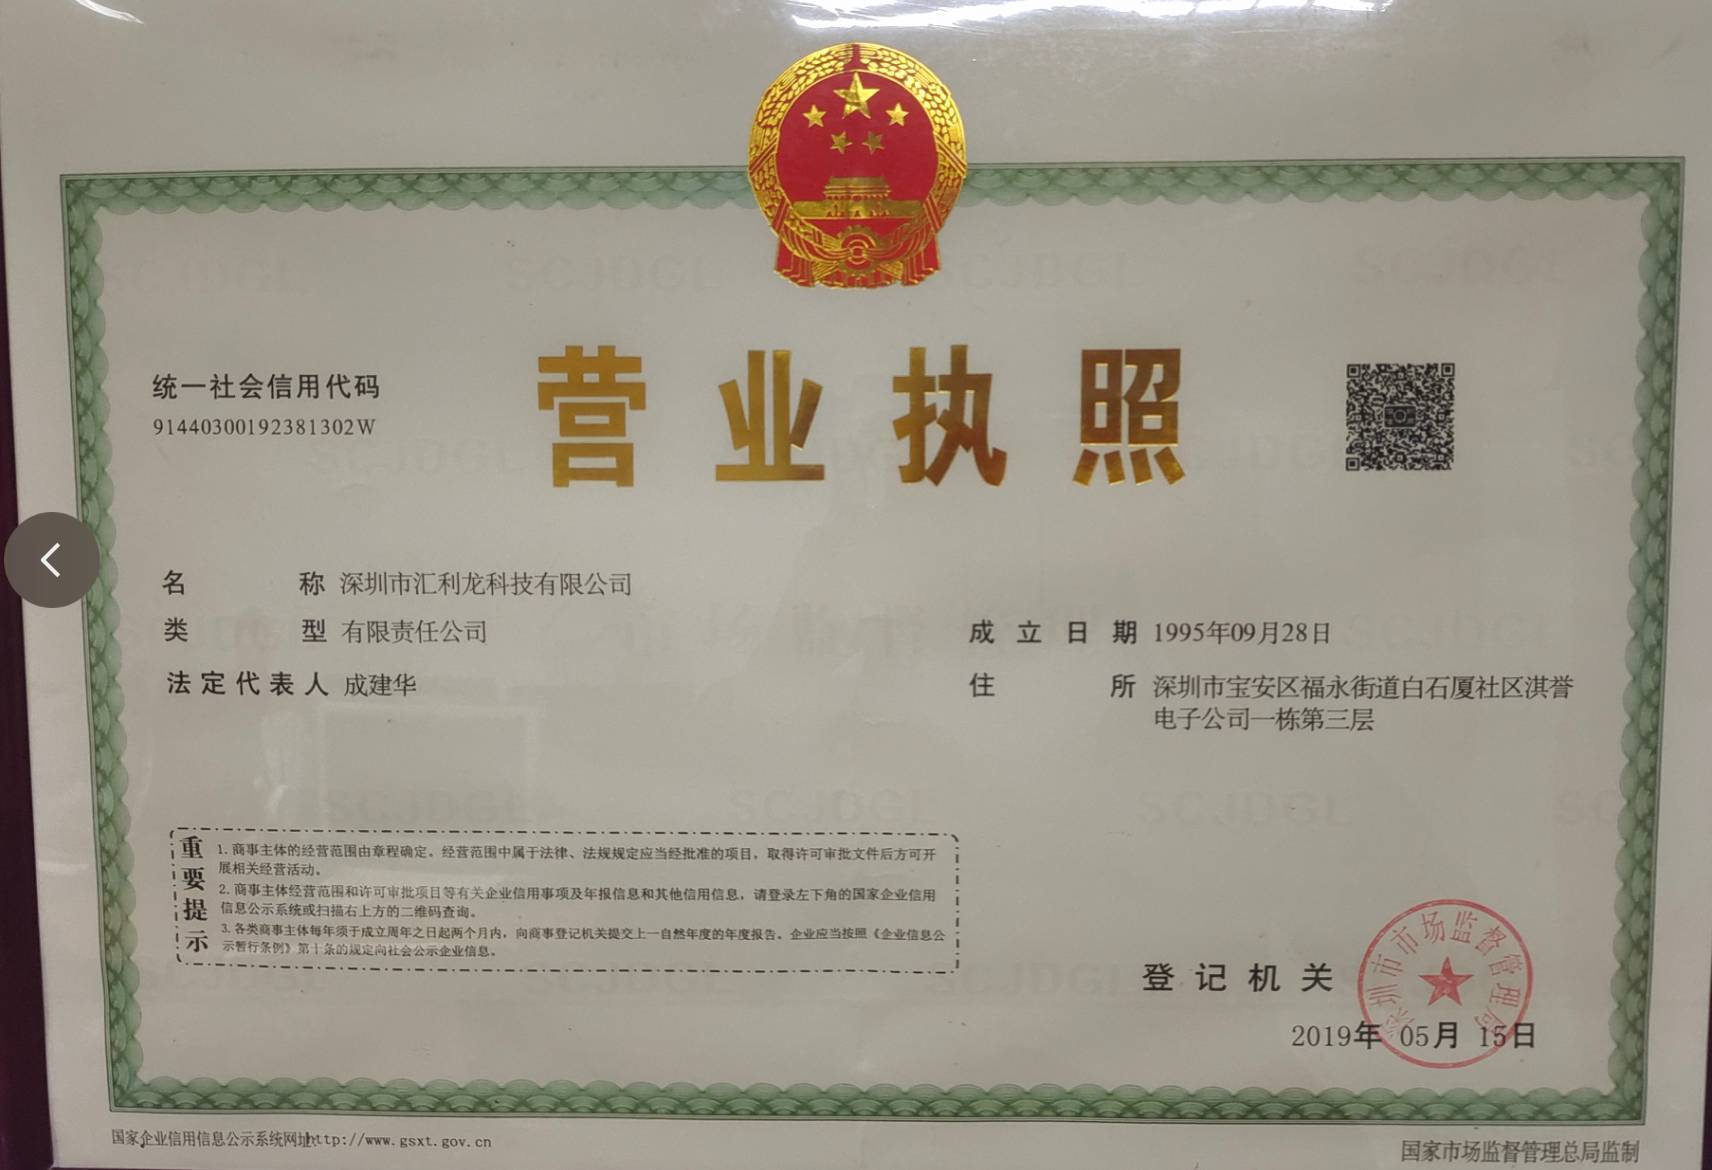 营业执照
统一社会信用代码
91440300192381302W
名称 深圳市汇利龙科技有限公司
类型 有限责任公司
法定代表人 成建华
成立日期 1995年09月28日
住所 深圳市宝安区福永街道白石厦社区淇誉
电子公司一栋第三层
重要提示
1.商事主体的经营范围由章程确定。经营范围中属于法律、法规规定应当经批准的项目，取得许可审批文件后方可开
展相关经营活动。
2.商事主体经营范围和许可审批项目等有关企业信用事项及年报信息和其他信用信息，请登录左下角的国家企业信用
信息公示系统或扫描右上方的二维码查询。
3.各类商事主体每年须于成立周年之日起两个月内，向商事登记机关提交上一自然年度的年度报告。企业应当按照《企业信息公
示暂行条例》第十条的规定向社会公示企业信息。
登记机关
深圳市市场监督管理局
2019年 05月 15日
国家企业信用信息公示系统网址:http://www.gsxt.gov.cn
国家市场监督管理总局监制
SCJDGL